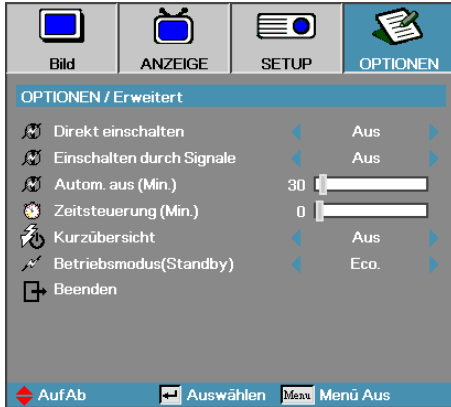 Bild ANZEIGE SETUP OPTIONEN
OPTIONEN / Erweitert
Direkt einschalten Aus
Einschalten durch Signale Aus
Autom. aus (Min.) 30
Zeitsteuerung (Min.) 0
Kurzübersicht Aus
Betriebsmodus(Standby) Eco.
Beenden
AufAb Auswählen Menu Menü Aus